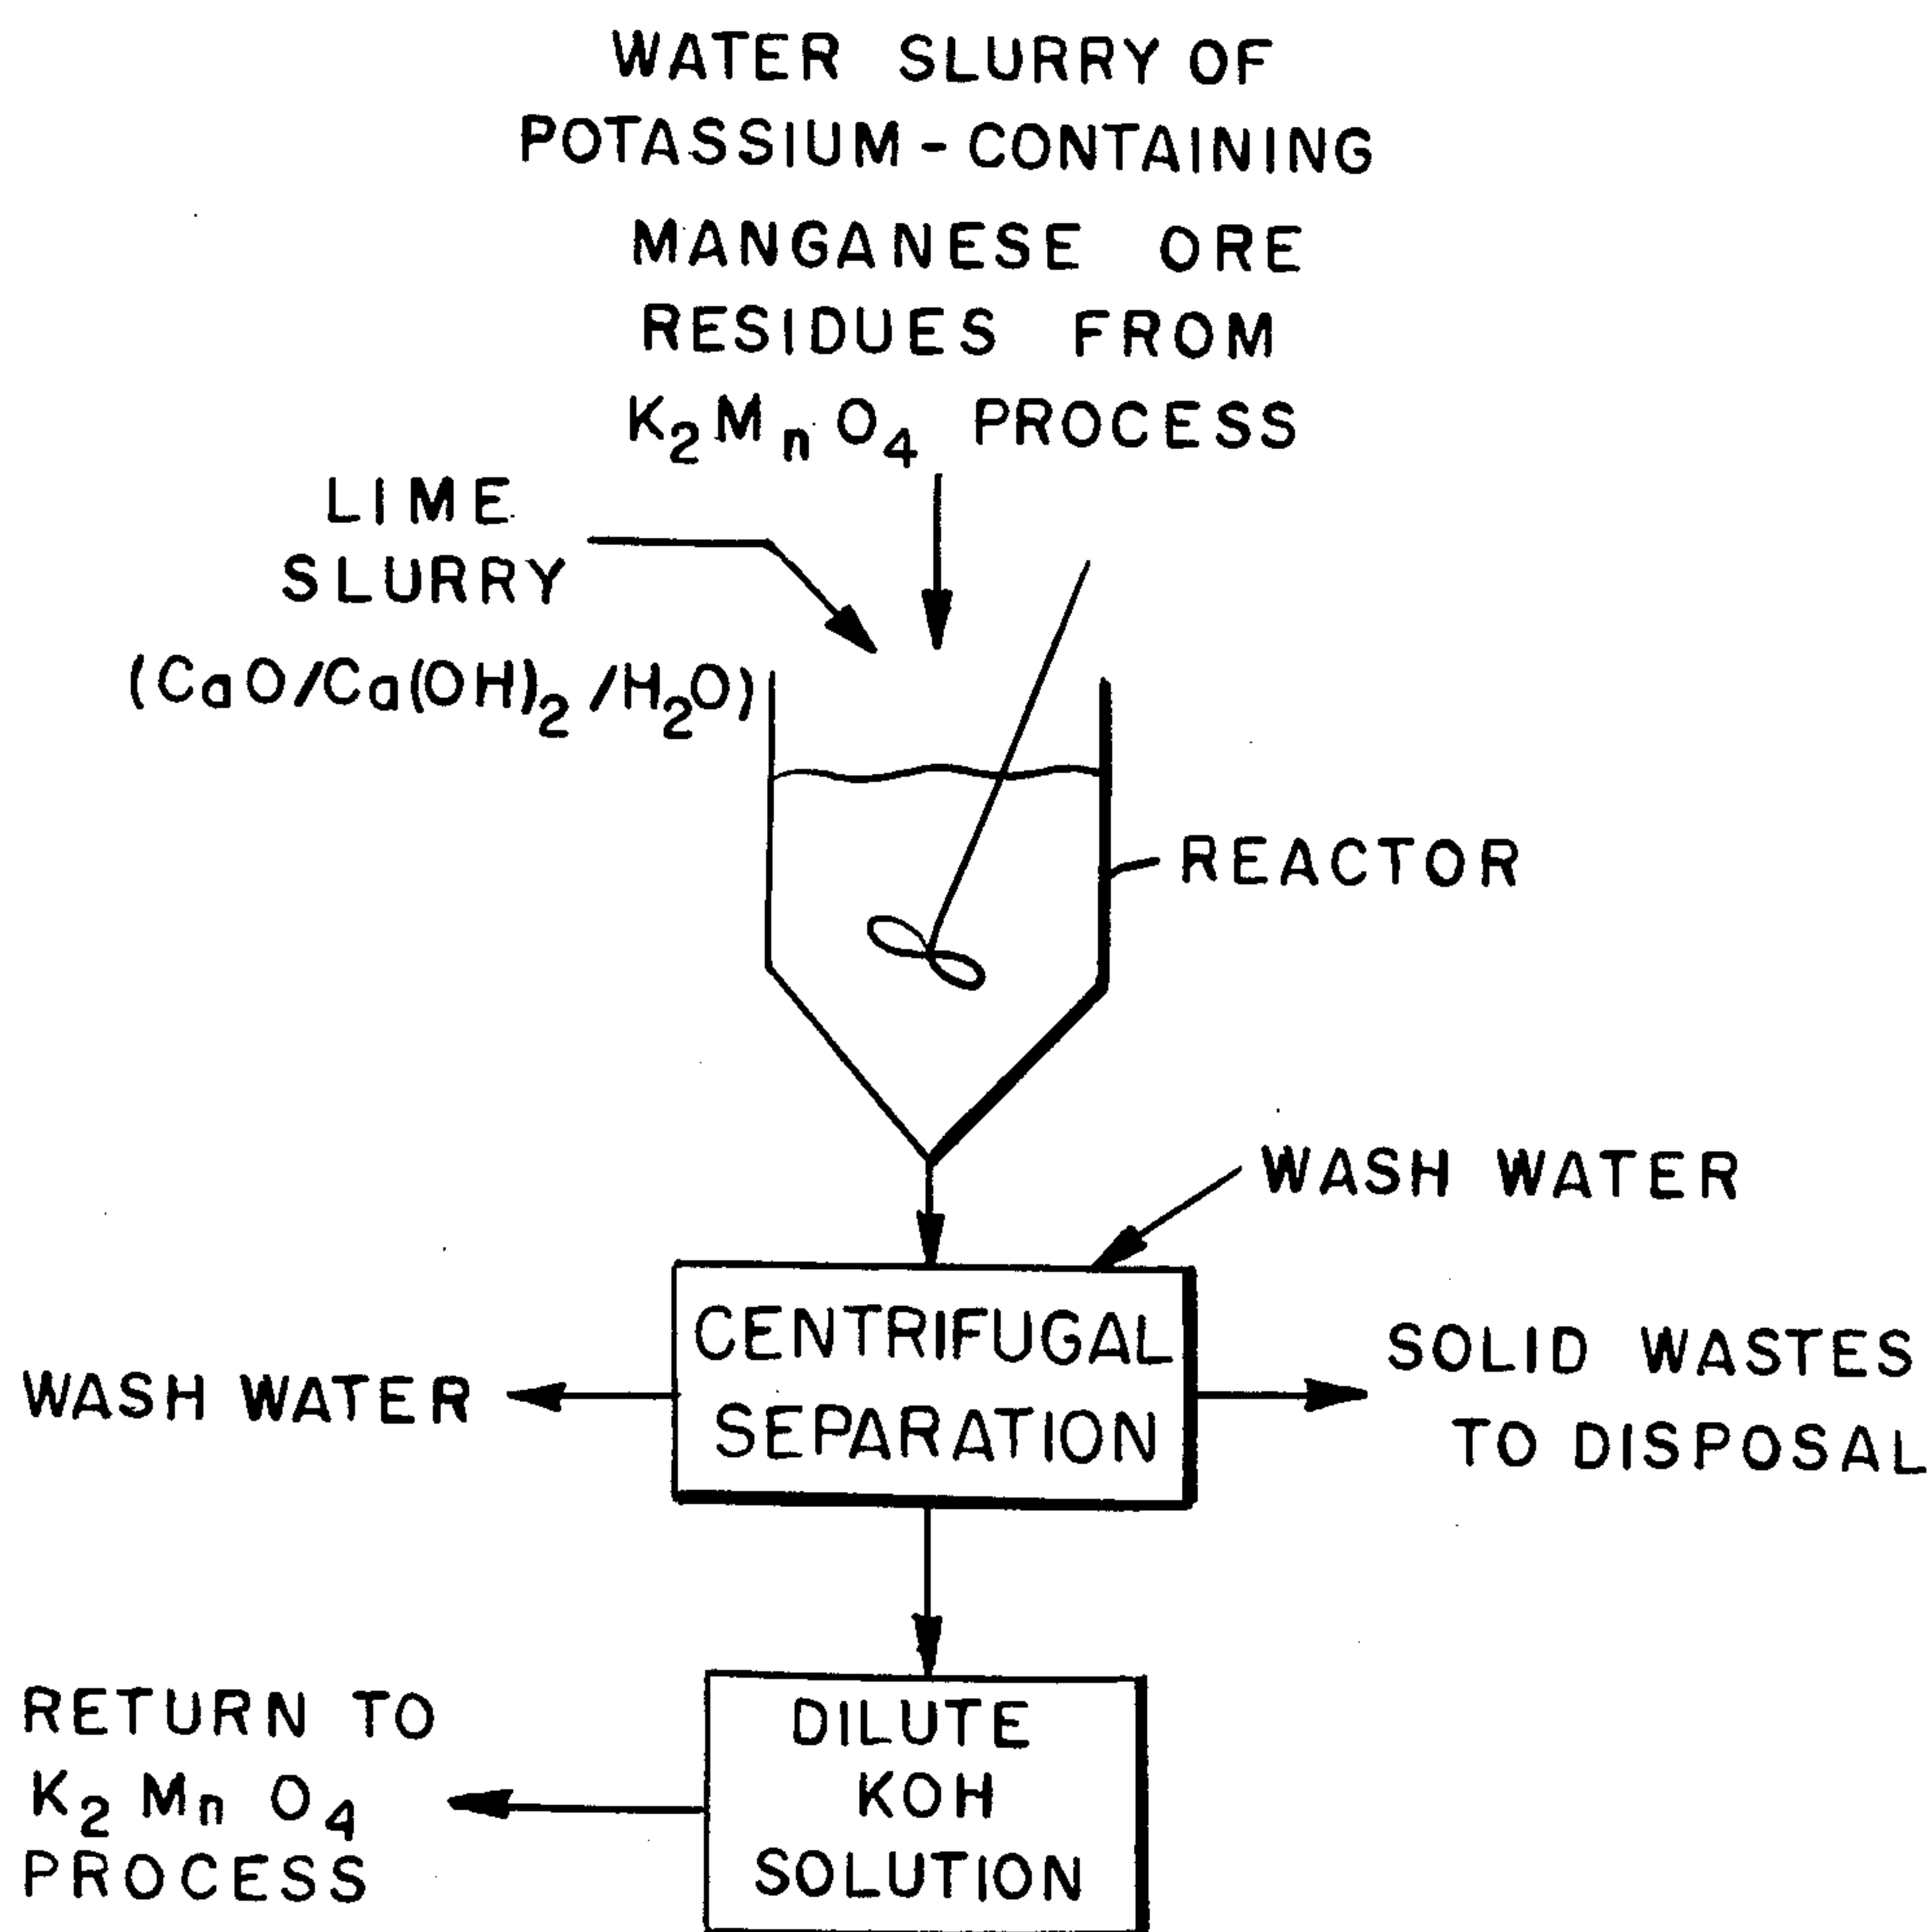 WATER SLURRY OF
POTASSIUM-CONTAINING
MANGANESE ORE
RESIDUES FROM
K₂MnO₄ PROCESS
LIME
SLURRY
(CaO/Ca(OH)₂/H₂O)
REACTOR
WASH WATER
CENTRIFUGAL
SEPARATION
WASH WATER
SOLID WASTES
TO DISPOSAL
DILUTE
KOH
SOLUTION
RETURN TO
K₂MnO₄
PROCESS